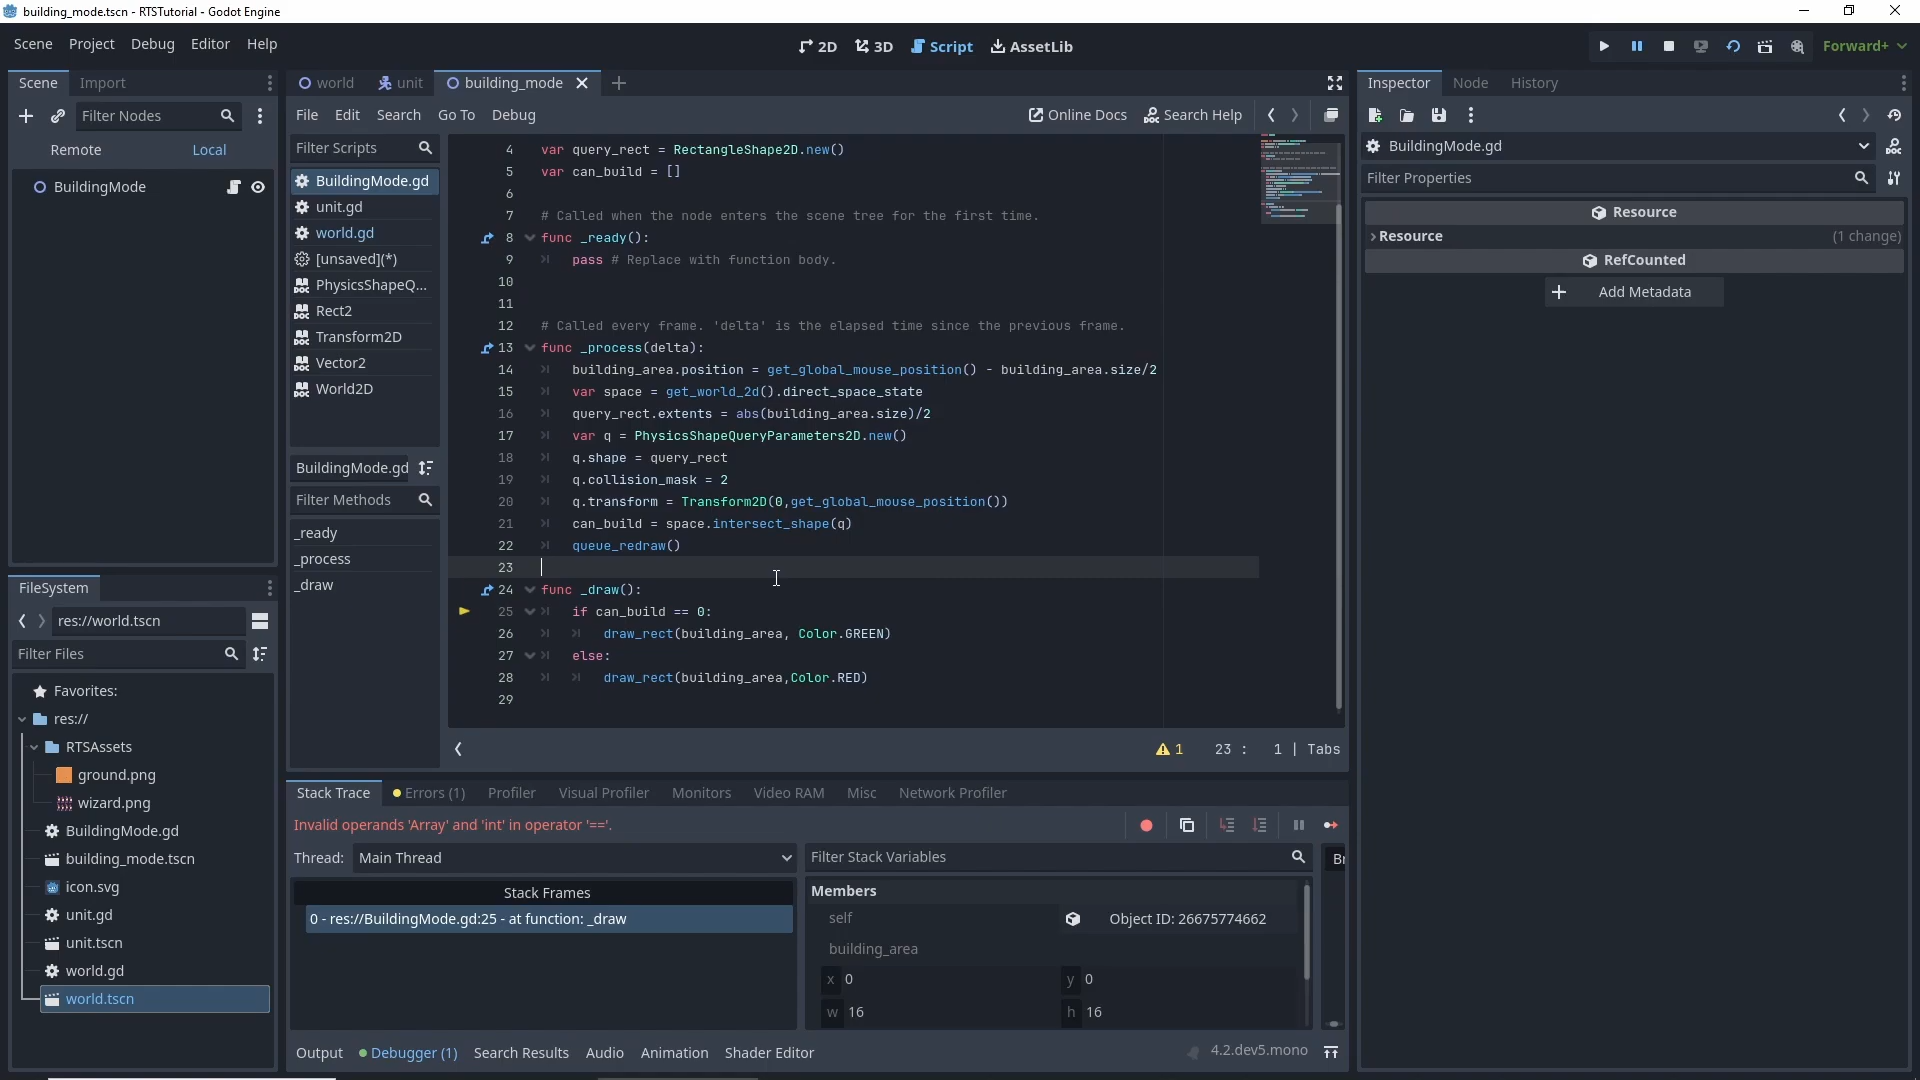 building_mode.tscn - RTSTutorial - Godot Engine
Scene Project Debug Editor Help
2D 3D Script AssetLib
Forward+
Scene Import
Filter Nodes
Remote Local
BuildingMode
world unit building_mode
File Edit Search Go To Debug
Online Docs Search Help
Filter Scripts
BuildingMode.gd
unit.gd
world.gd
[unsaved](*)
PhysicsShapeQ...
Rect2
Transform2D
Vector2
World2D
BuildingMode.gd
Filter Methods
_ready
_process
_draw
4 var query_rect = RectangleShape2D.new()
5 var can_build = []
6
7 # Called when the node enters the scene tree for the first time.
8 func _ready():
9 pass # Replace with function body.
10
11
12 # Called every frame. 'delta' is the elapsed time since the previous frame.
13 func _process(delta):
14 building_area.position = get_global_mouse_position() - building_area.size/2
15 var space = get_world_2d().direct_space_state
16 query_rect.extents = abs(building_area.size)/2
17 var q = PhysicsShapeQueryParameters2D.new()
18 q.shape = query_rect
19 q.collision_mask = 2
20 q.transform = Transform2D(0,get_global_mouse_position())
21 can_build = space.intersect_shape(q)
22 queue_redraw()
23
24 func _draw():
25 if can_build == 0:
26 draw_rect(building_area, Color.GREEN)
27 else:
28 draw_rect(building_area,Color.RED)
29
1 23 : 1 | Tabs
FileSystem
res://world.tscn
Filter Files
Favorites:
res://
RTSAssets
ground.png
wizard.png
BuildingMode.gd
building_mode.tscn
icon.svg
unit.gd
unit.tscn
world.gd
world.tscn
Stack Trace Errors (1) Profiler Visual Profiler Monitors Video RAM Misc Network Profiler
Invalid operands 'Array' and 'int' in operator '=='.
Thread: Main Thread
Stack Frames
0 - res://BuildingMode.gd:25 - at function: _draw
Filter Stack Variables
Br
Members
self Object ID: 26675774662
building_area
x 0 y 0
w 16 h 16
Output Debugger (1) Search Results Audio Animation Shader Editor
4.2.dev5.mono
Inspector Node History
BuildingMode.gd
Filter Properties
Resource
Resource (1 change)
RefCounted
Add Metadata